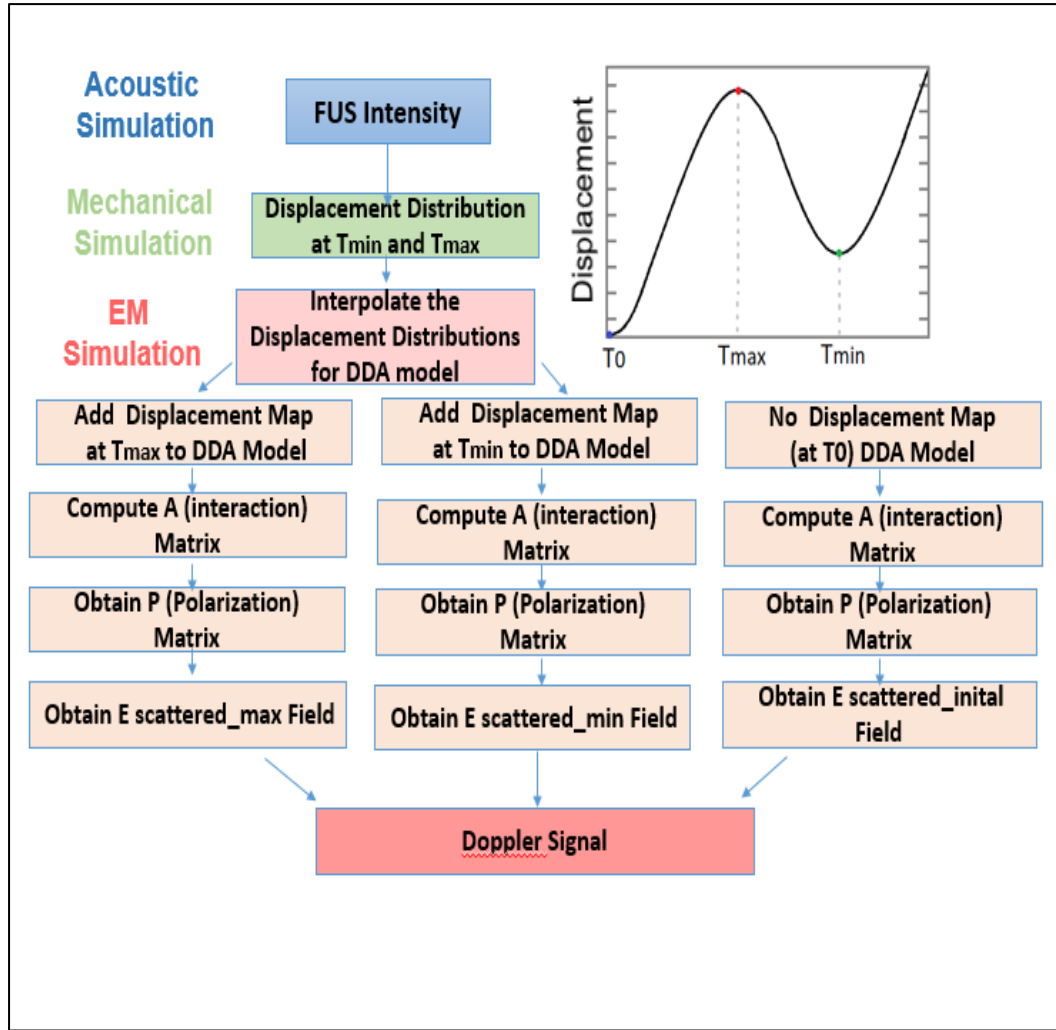 Acoustic
Simulation
FUS Intensity
Mechanical
Simulation
Displacement Distribution
at Tmin and Tmax
EM
Simulation
Interpolate the
Displacement Distributions
for DDA model
Displacement
T0
Tmax
Tmin
Add Displacement Map
at Tmax to DDA Model
Compute A (interaction)
Matrix
Obtain P (Polarization)
Matrix
Obtain E scattered_max Field
Add Displacement Map
at Tmin to DDA Model
Compute A (interaction)
Matrix
Obtain P (Polarization)
Matrix
Obtain E scattered_min Field
No Displacement Map
(at T0) DDA Model
Compute A (interaction)
Matrix
Obtain P (Polarization)
Matrix
Obtain E scattered_inital
Field
Doppler Signal